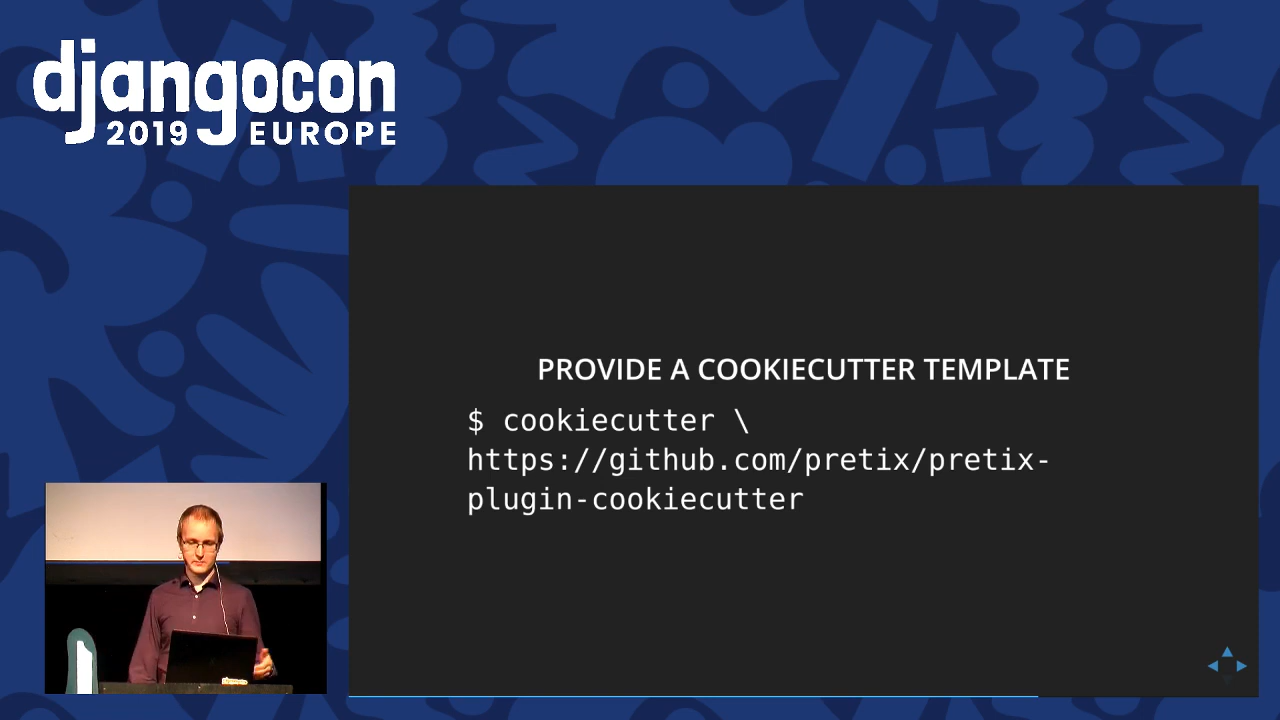 djangocon
2019 EUROPE
PROVIDE A COOKIECUTTER TEMPLATE
$ cookiecutter \
https://github.com/pretix/pretix-
plugin-cookiecutter